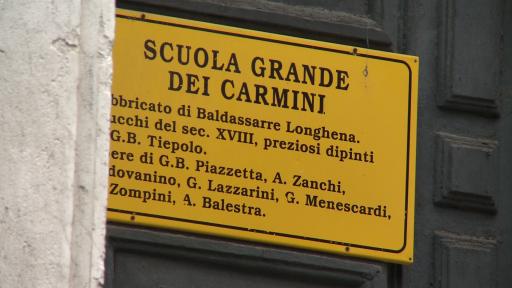 SCUOLA GRANDE
DEI CARMINI
bbricato di Baldassarre Longhena.
ucchi del sec. XVIII, preziosi dipinti
G.B. Tiepolo.
ere di G.B. Piazzetta, A. Zanchi,
dovanino, G. Lazzarini, G. Menescardi,
Zompini, A. Balestra.